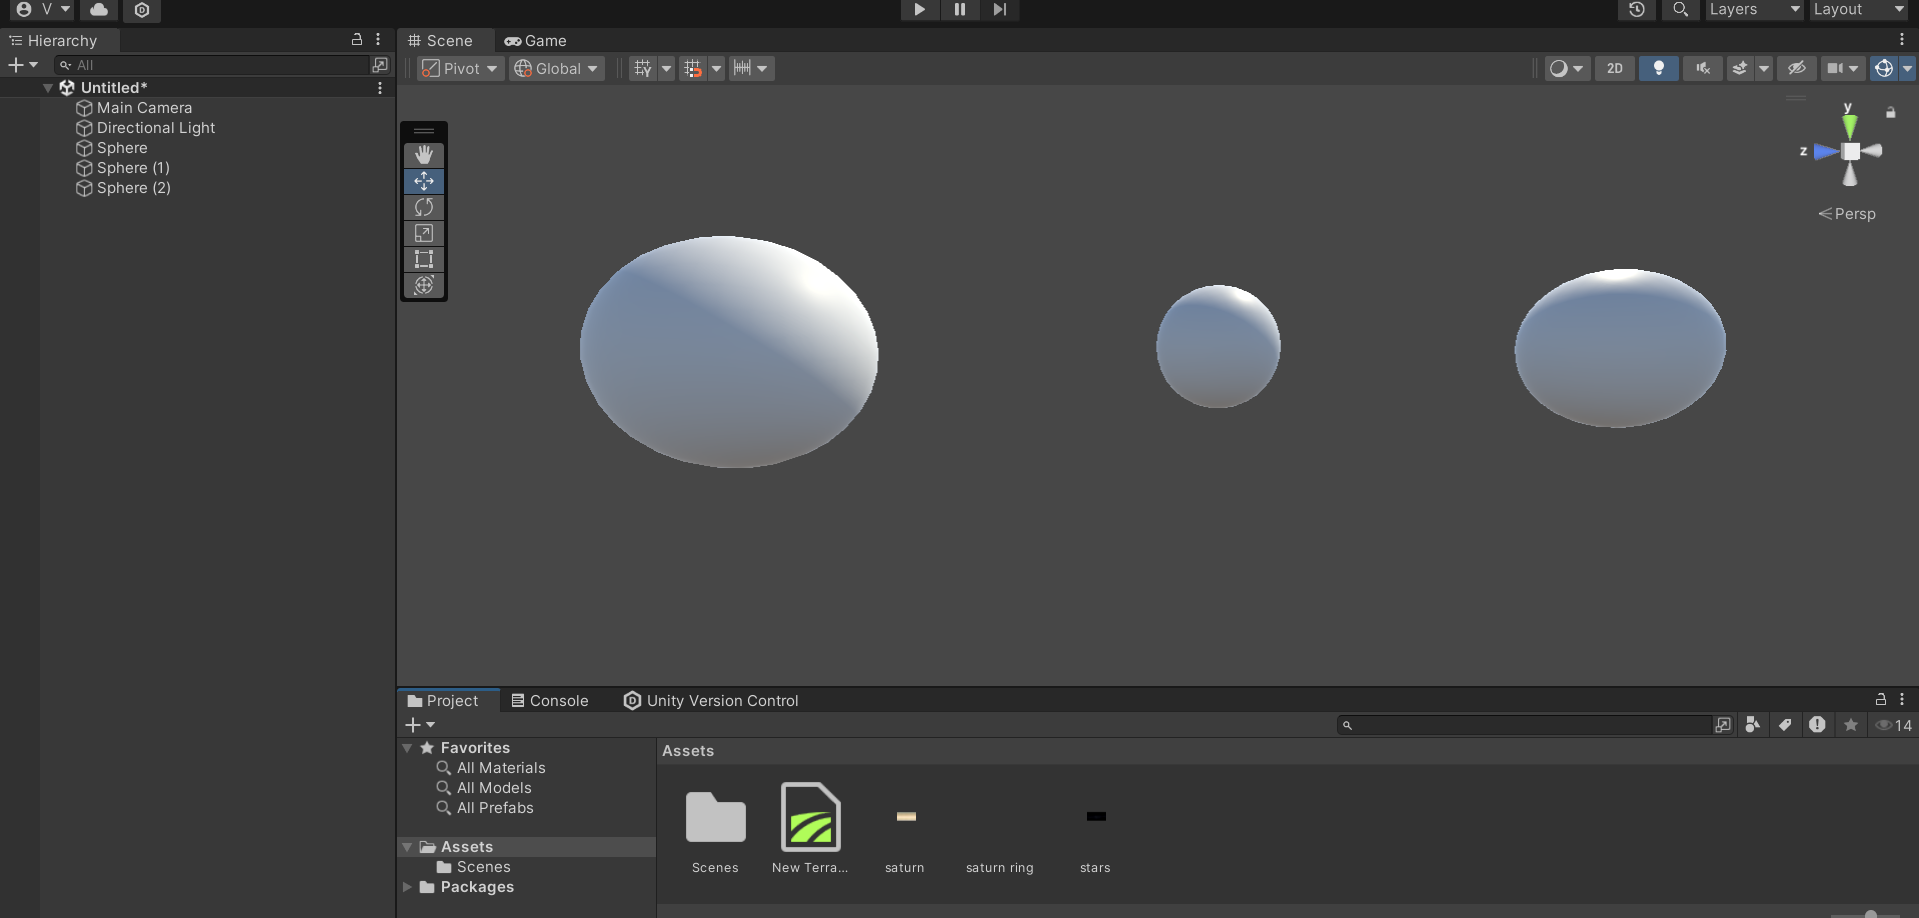 V
Layers
Layout
Hierarchy
Scene
Game
All
Pivot
Global
2D
Untitled*
Main Camera
Directional Light
Sphere
Sphere (1)
Sphere (2)
y
z
Persp
Project
Console
Unity Version Control
14
Favorites
All Materials
All Models
All Prefabs
Assets
Scenes
Packages
Assets
Scenes
New Terra...
saturn
saturn ring
stars